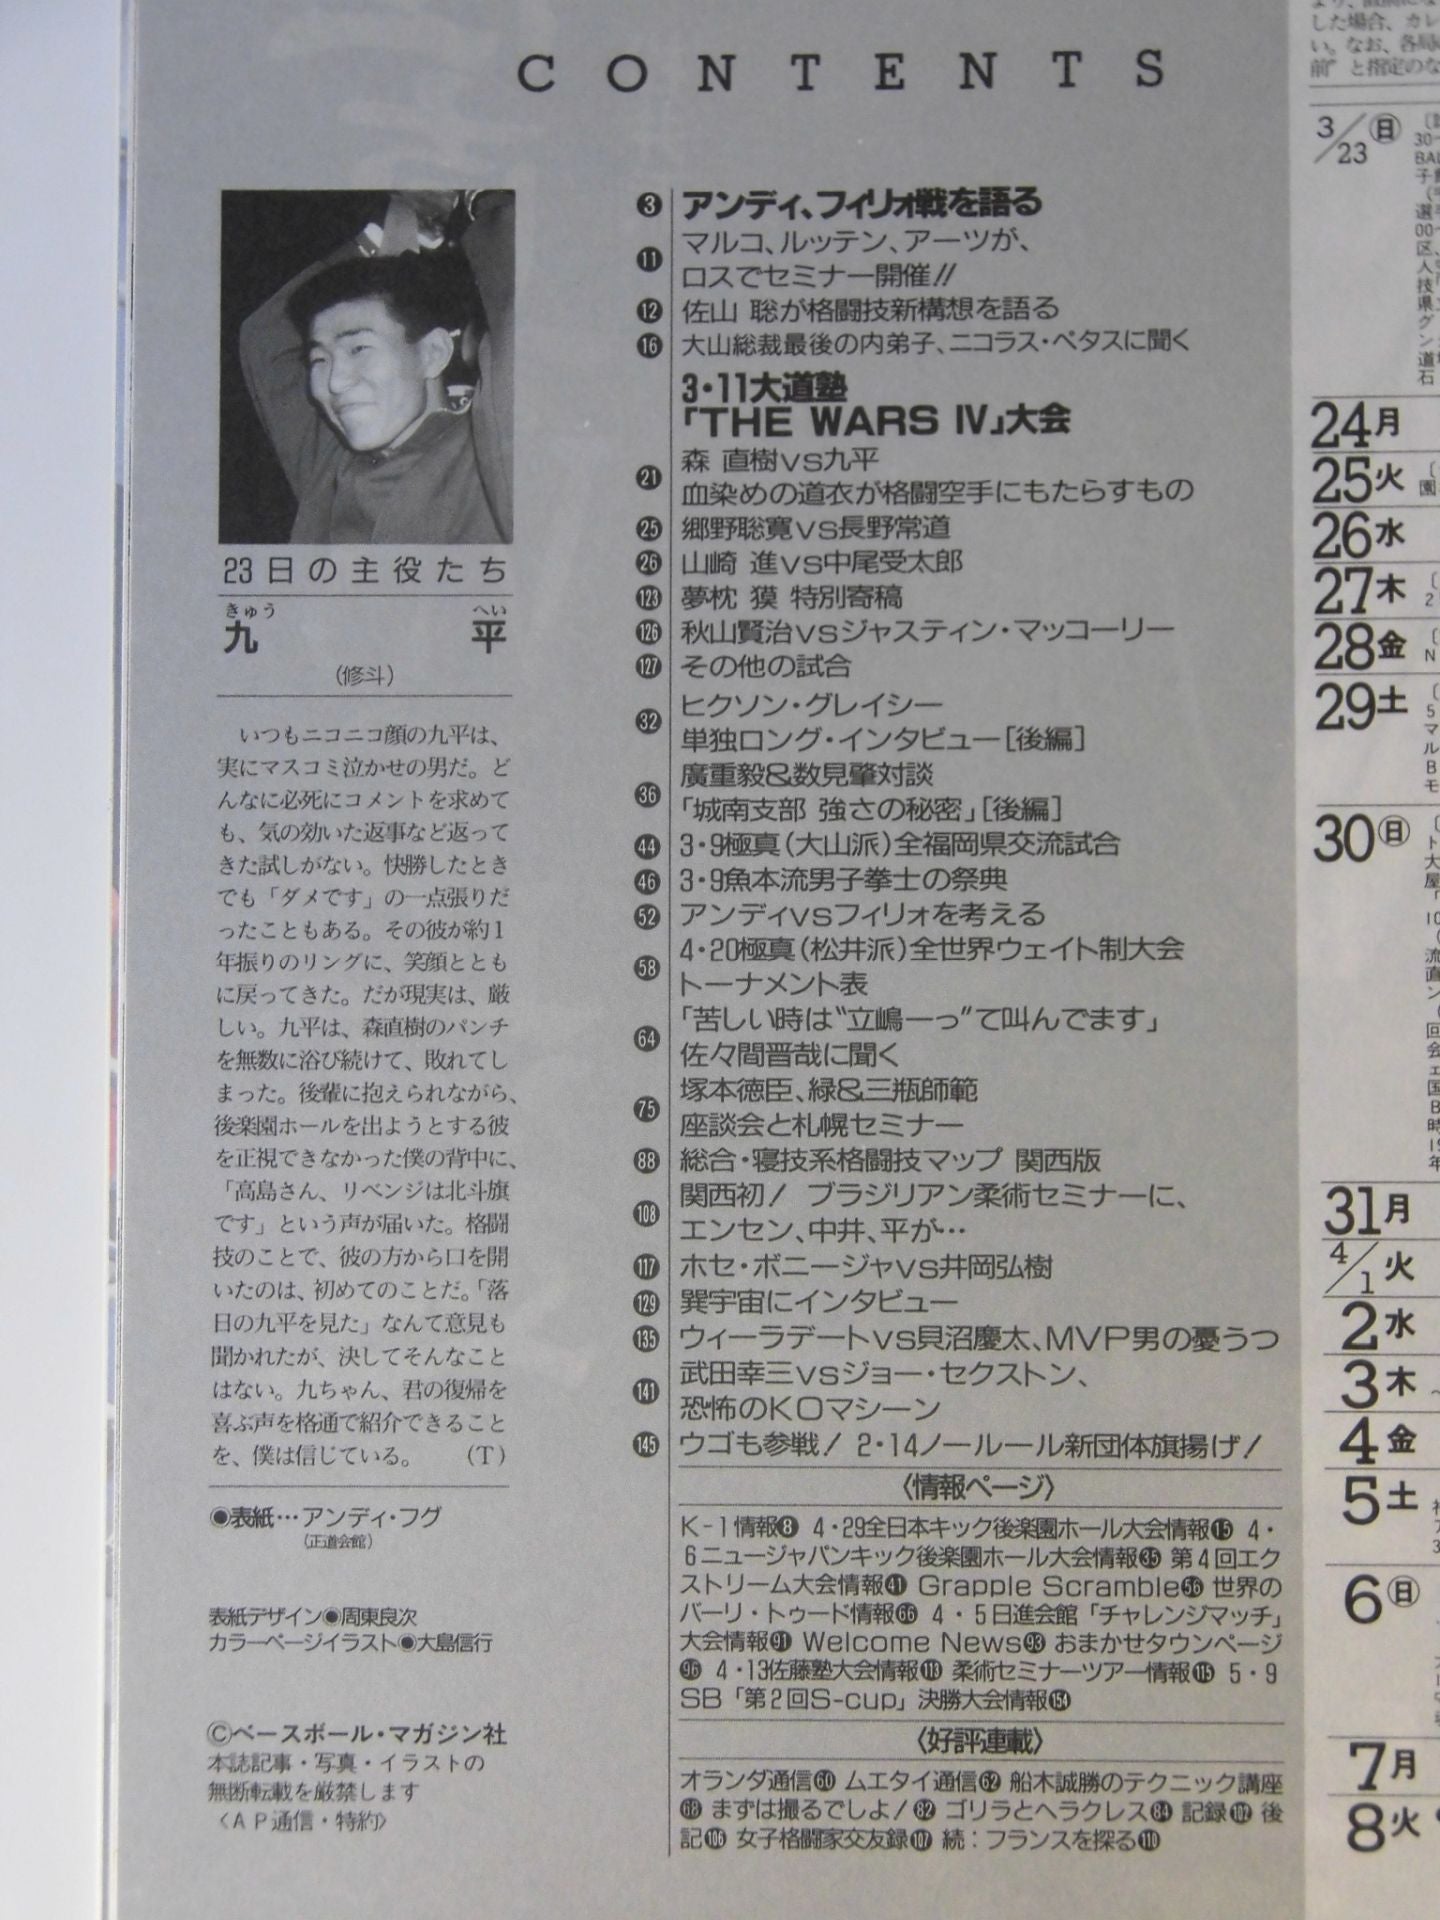 CONTENTS
23日の主役たち
きゅう へい
九平
(修斗)
いつもニコニコ顔の九平は、
実にマスコミ泣かせの男だ。ど
んなに必死にコメントを求めて
も、気の効いた返事など返って
きた試しがない。快勝したとき
でも「ダメです」の一点張りだ
ったこともある。その彼が約1
年振りのリングに、笑顔ととも
に戻ってきた。だが現実は、厳
しい。九平は、森直樹のパンチ
を無数に浴び続けて、敗れてし
まった。後輩に抱えられながら、
後楽園ホールを出ようとする彼
を正視できなかった僕の背中に、
「高島さん、リベンジは北斗旗
です」という声が届いた。格闘
技のことで、彼の方から口を開
いたのは、初めてのことだ。「落
日の九平を見た」なんて意見も
聞かれたが、決してそんなこと
はない。九ちゃん、君の復帰を
喜ぶ声を格通で紹介できること
を、僕は信じている。 (T)
◉表紙…アンディ・フグ
(正道会館)
表紙デザイン◉周東良次
カラーページイラスト◉大島信行
Ⓒベースボール・マガジン社
本誌記事・写真・イラストの
無断転載を厳禁します
〈AP通信・特約〉
3 アンディ、フィリォ戦を語る
11 マルコ、ルッテン、アーツが、
ロスでセミナー開催!!
12 佐山 聡が格闘技新構想を語る
16 大山総裁最後の内弟子、ニコラス・ペタスに聞く
3・11大道塾
「THE WARS Ⅳ」大会
21 森 直樹vs九平
血染めの道衣が格闘空手にもたらすもの
25 郷野聡寛vs長野常道
26 山崎 進vs中尾受太郎
123 夢枕 獏 特別寄稿
126 秋山賢治vsジャスティン・マッコーリー
127 その他の試合
32 ヒクソン・グレイシー
単独ロング・インタビュー[後編]
36 廣重毅&数見肇対談
「城南支部 強さの秘密」[後編]
44 3・9極真(大山派)全福岡県交流試合
46 3・9魚本流男子拳士の祭典
52 アンディvsフィリォを考える
58 4・20極真(松井派)全世界ウェイト制大会
トーナメント表
64 「苦しい時は“立嶋ーっ”て叫んでます」
佐々間晋哉に聞く
75 塚本徳臣、緑&三瓶師範
座談会と札幌セミナー
88 総合・寝技系格闘技マップ 関西版
108 関西初! ブラジリアン柔術セミナーに、
エンセン、中井、平が…
117 ホセ・ボニージャvs井岡弘樹
129 巽宇宙にインタビュー
135 ウィーラデートvs貝沼慶太、MVP男の憂うつ
141 武田幸三vsジョー・セクストン、
恐怖のKOマシーン
145 ウゴも参戦! 2・14ノールール新団体旗揚げ!
〈情報ページ〉
K-1情報8 4・29全日本キック後楽園ホール大会情報15 4・
6ニュージャパンキック後楽園ホール大会情報35 第4回エク
ストリーム大会情報41 Grapple Scramble56 世界の
バーリ・トゥード情報66 4・5日進会館「チャレンジマッチ」
大会情報91 Welcome News93 おまかせタウンページ
96 4・13佐藤塾大会情報113 柔術セミナーツアー情報115 5・9
SB「第2回S-cup」決勝大会情報154
〈好評連載〉
オランダ通信60 ムエタイ通信62 船木誠勝のテクニック講座
68 まずは撮るでしょ!82 ゴリラとヘラクレス84 記録102 後
記106 女子格闘家交友録107 続:フランスを探る110
した場合、カレ
い。なお、各局
前”と指定のな
3/23㊐
24月
25火
26水
27木
28金
29土
30㊐
31月
4/1火
2水
3木
4金
5土
6㊐
7月
8火